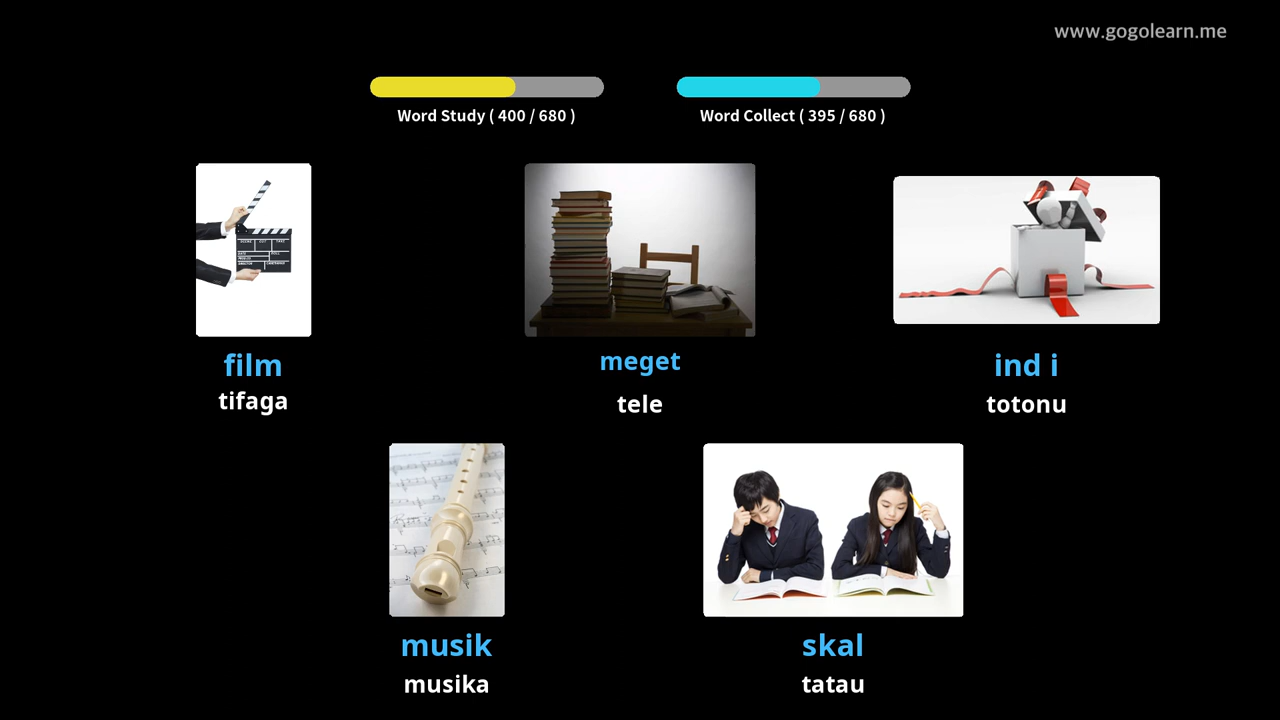 www.gogolearn.me
Word Study ( 400 / 680 )
Word Collect ( 395 / 680 )
film
tifaga
meget
tele
ind i
totonu
musik
musika
skal
tatau